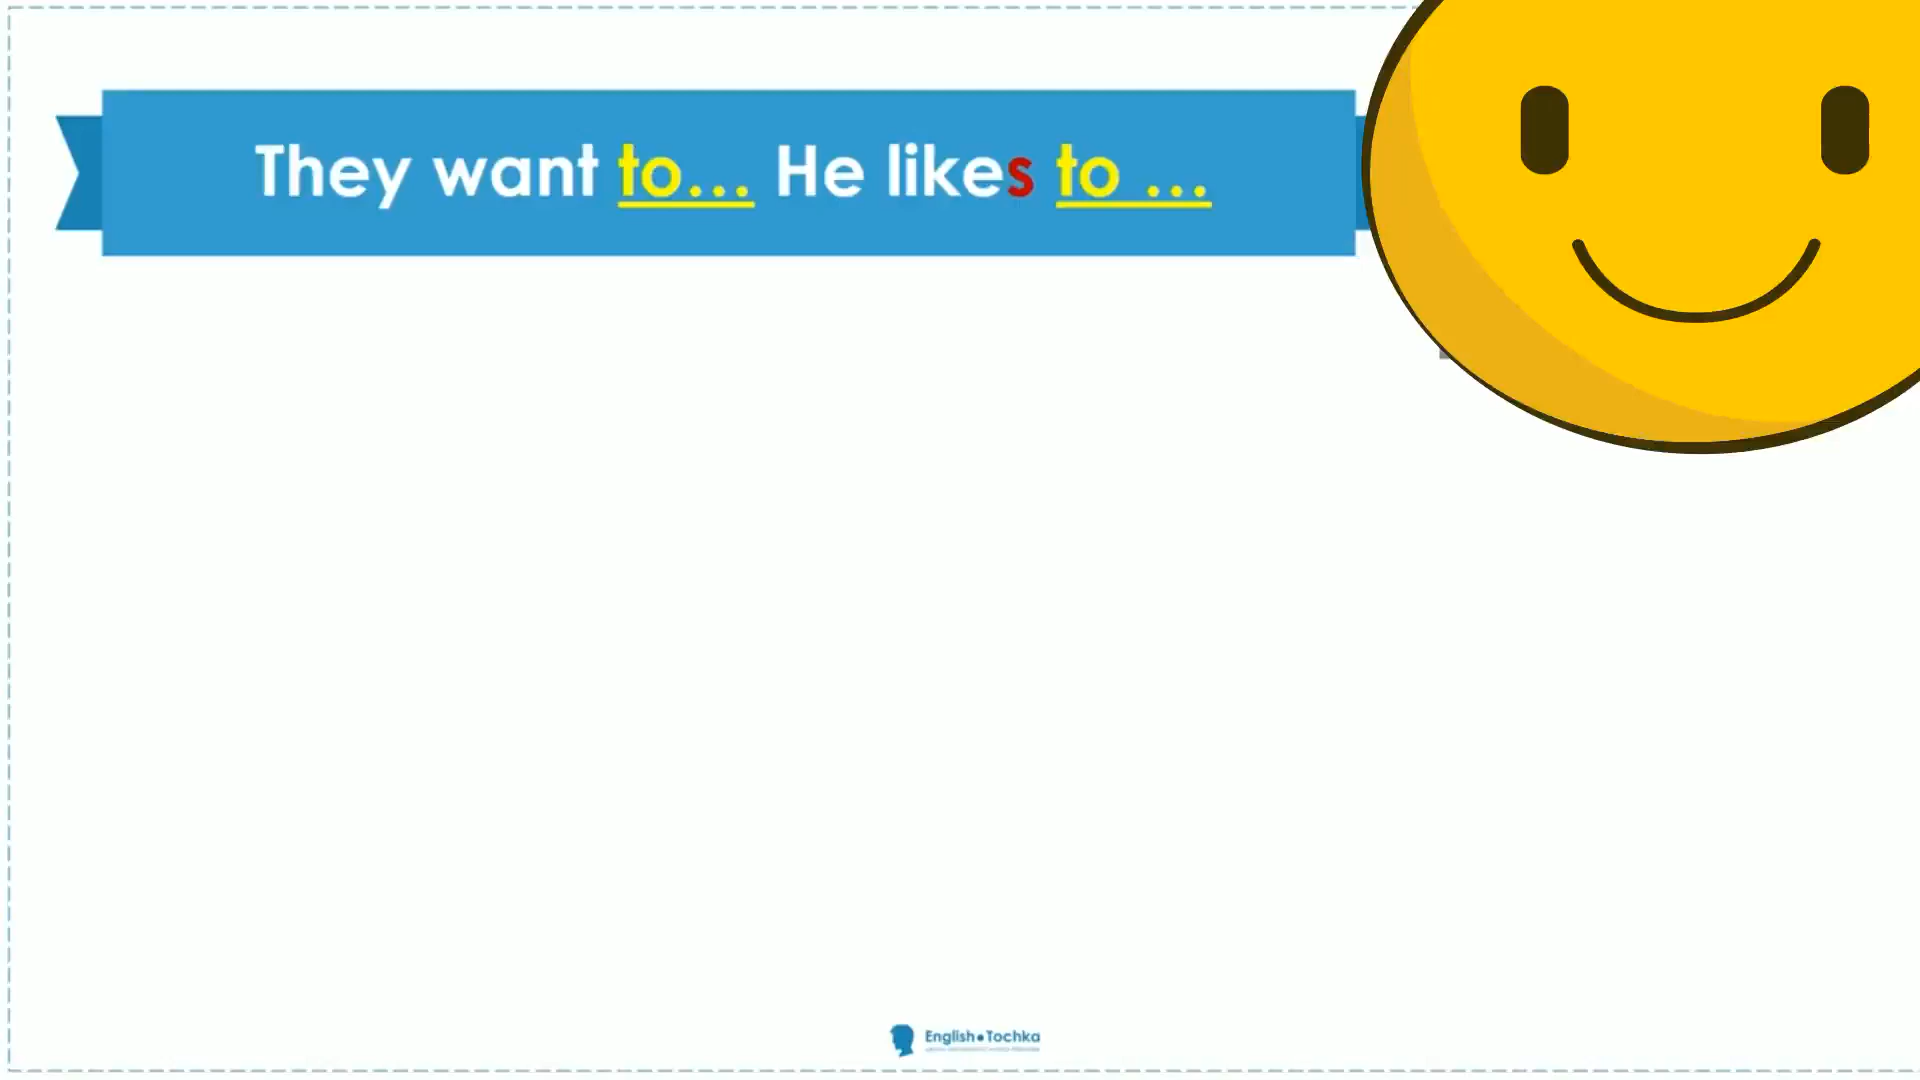 They want to... He likes to ...
English•Tochka